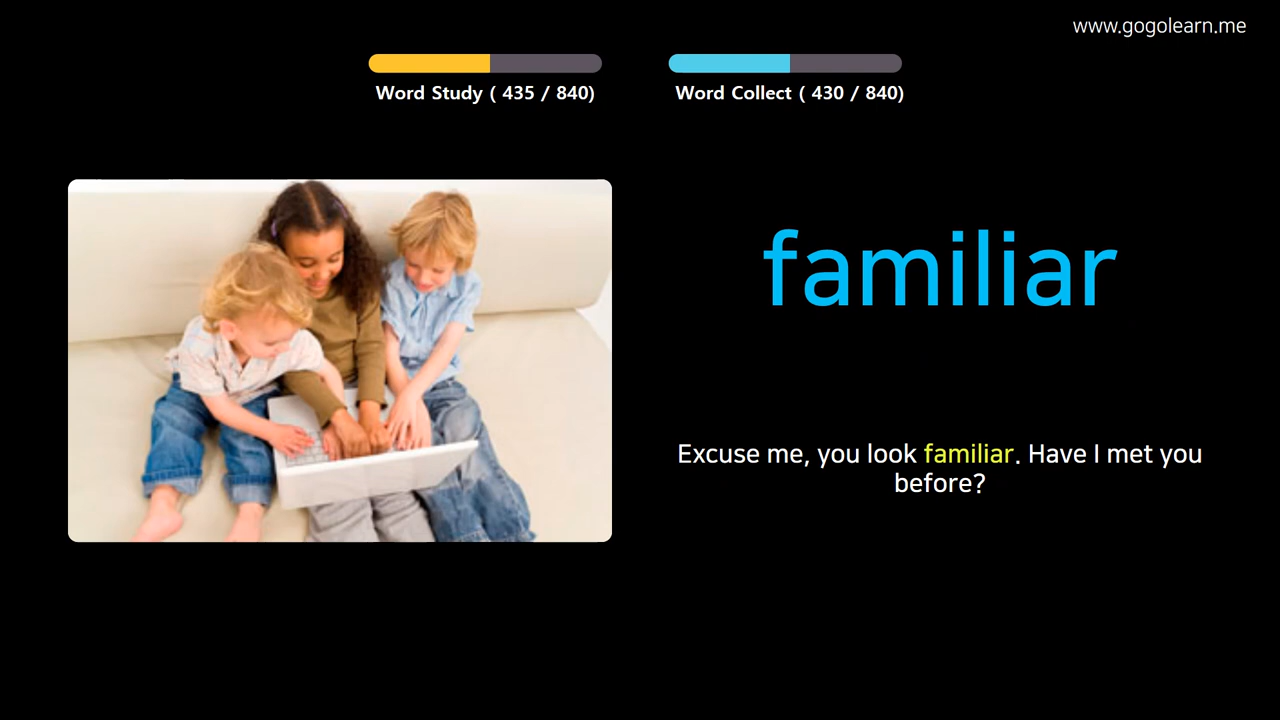 www.gogolearn.me
Word Study ( 435 / 840)
Word Collect ( 430 / 840)
familiar
Excuse me, you look familiar. Have I met you
before?